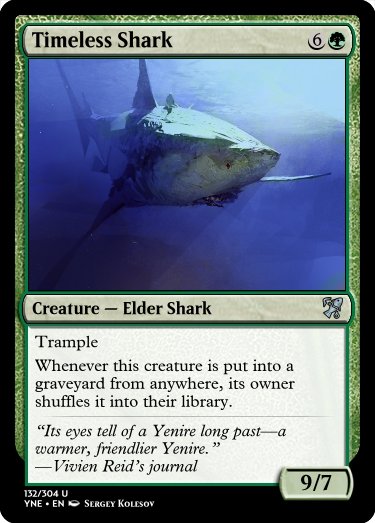 Timeless Shark 6
Creature — Elder Shark
Trample
Whenever this creature is put into a
graveyard from anywhere, its owner
shuffles it into their library.
“Its eyes tell of a Yenire long past—a
warmer, friendlier Yenire.”
—Vivien Reid’s journal
9/7
132/304 U
YNE • EN Sergey Kolesov